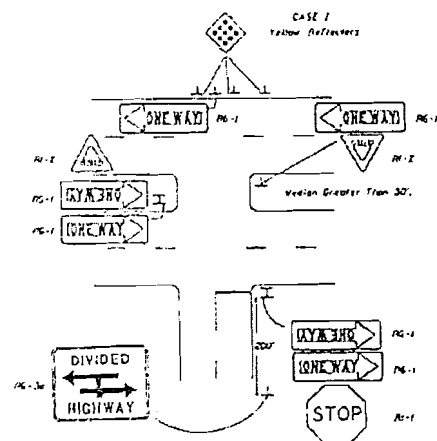 CASE I
Yellow Reflectors
ONE WAY
R6-1
ONE WAY
R6-1
R1-2
R1-2
ONE WAY
R6-1
Median Greater Than 30'.
ONE WAY
R6-1
200'
ONE WAY
R6-1
ONE WAY
R6-1
DIVIDED
HIGHWAY
STOP
R1-1